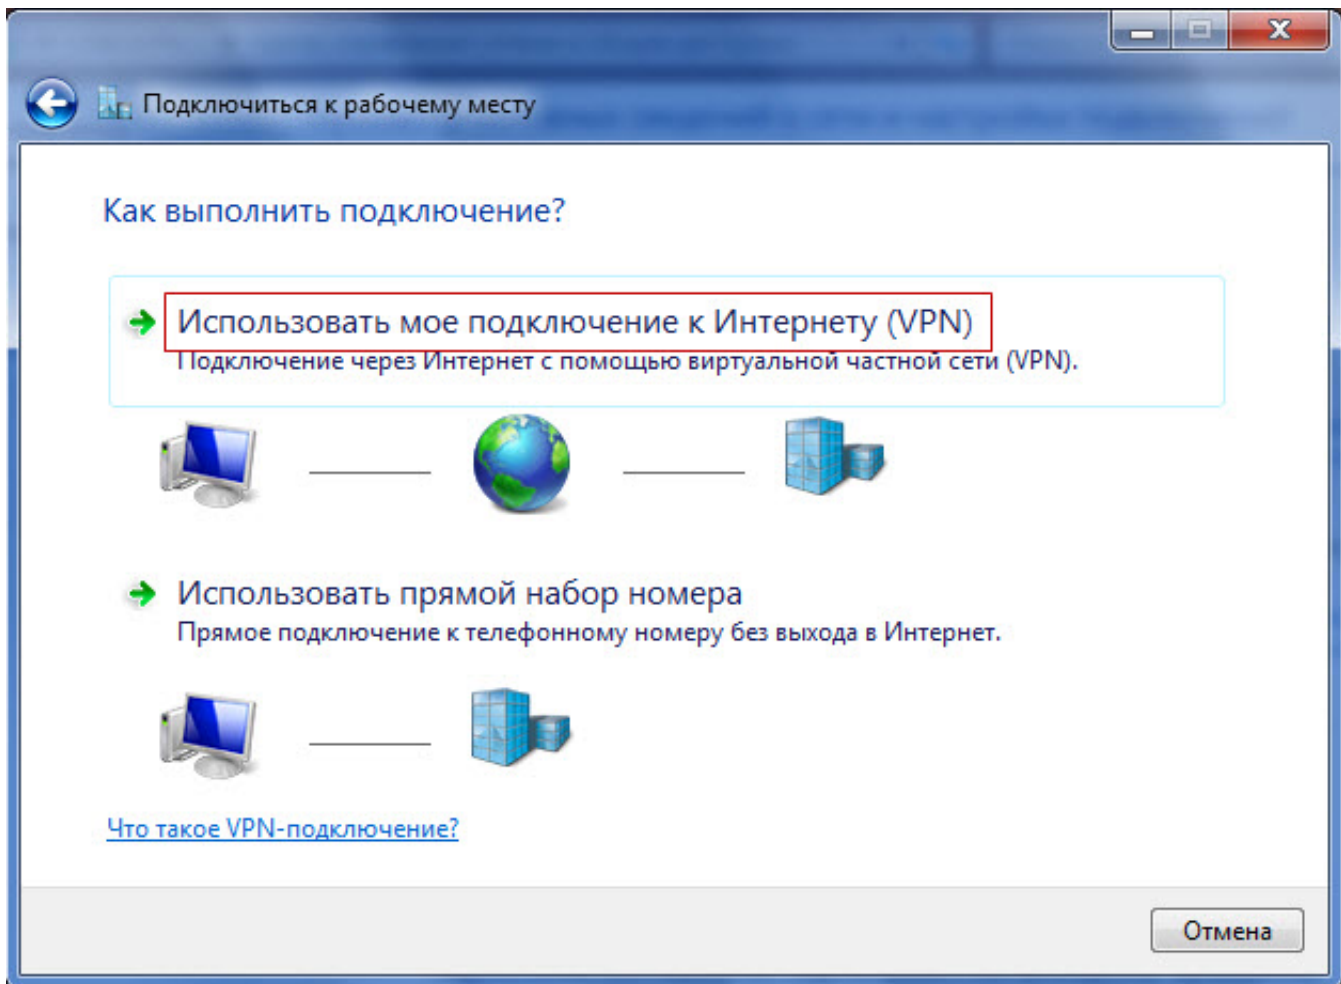 Подключиться к рабочему месту
Как выполнить подключение?
Использовать мое подключение к Интернету (VPN)
Подключение через Интернет с помощью виртуальной частной сети (VPN).
Использовать прямой набор номера
Прямое подключение к телефонному номеру без выхода в Интернет.
Что такое VPN-подключение?
Отмена